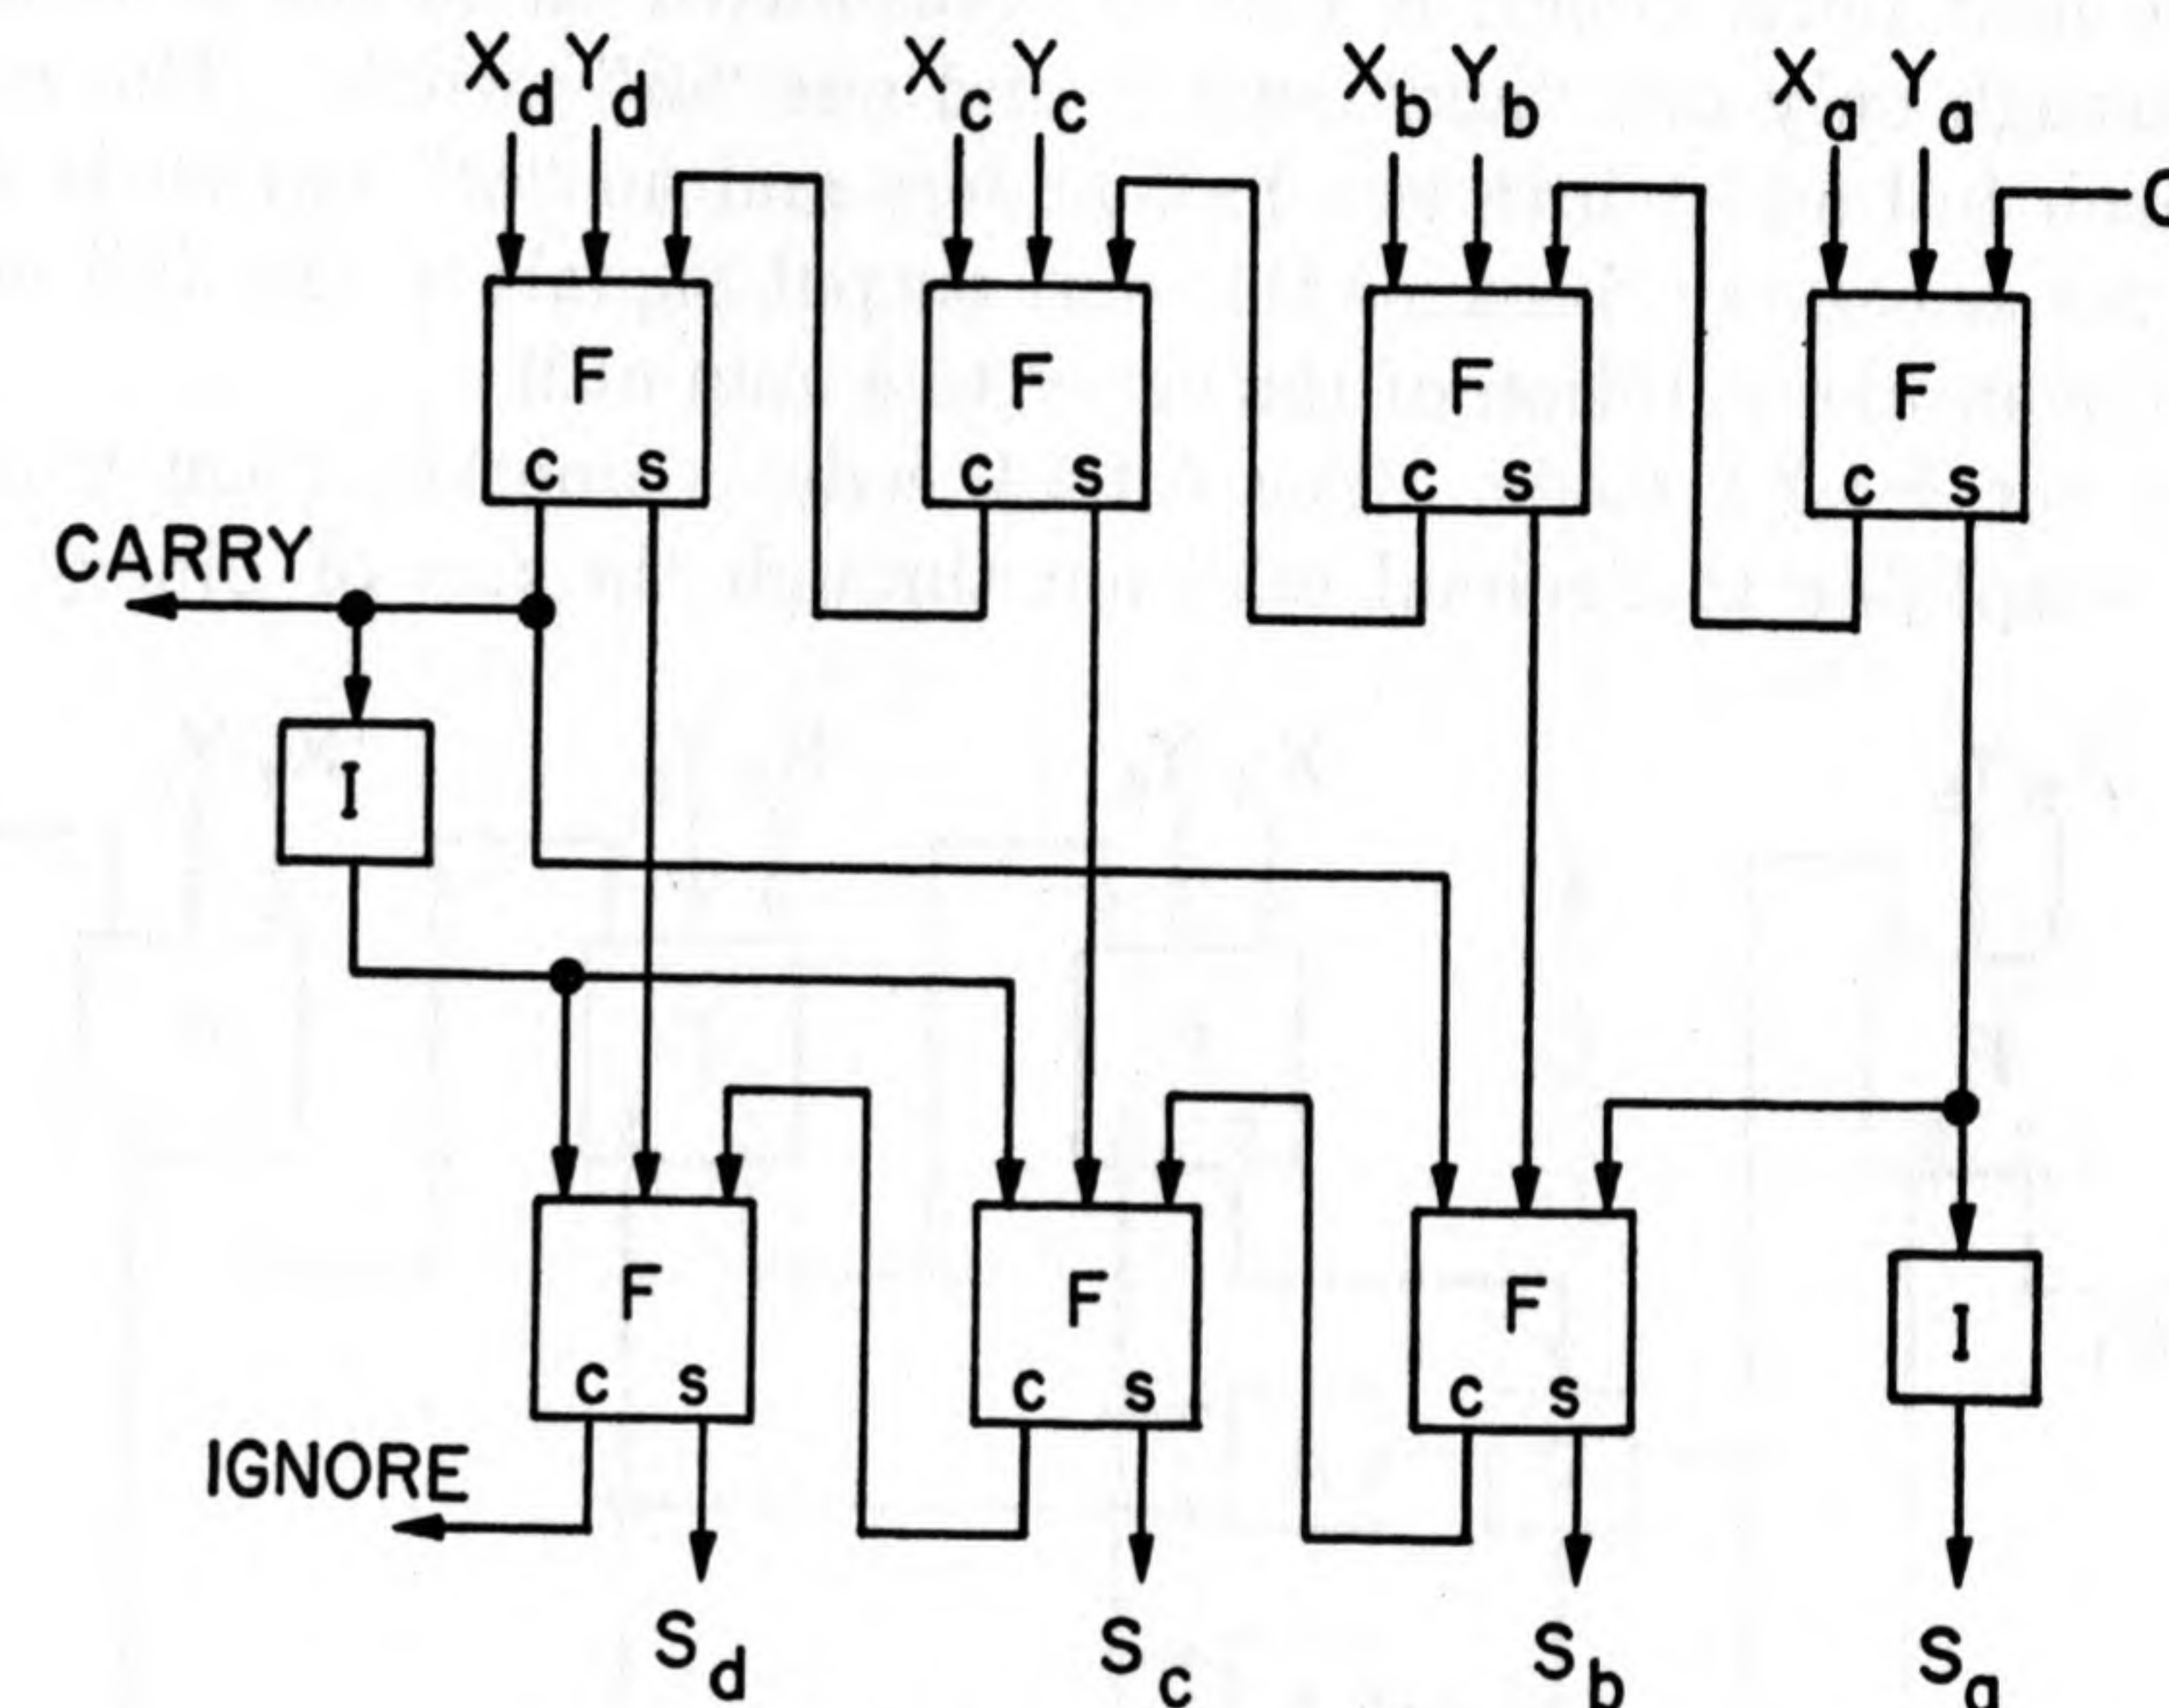 Xd Yd Xc Yc Xb Yb Xa Ya
F F F F
C S C S C S C S
CARRY
I
F F F I
C S C S C S
IGNORE
Sd Sc Sb Sa